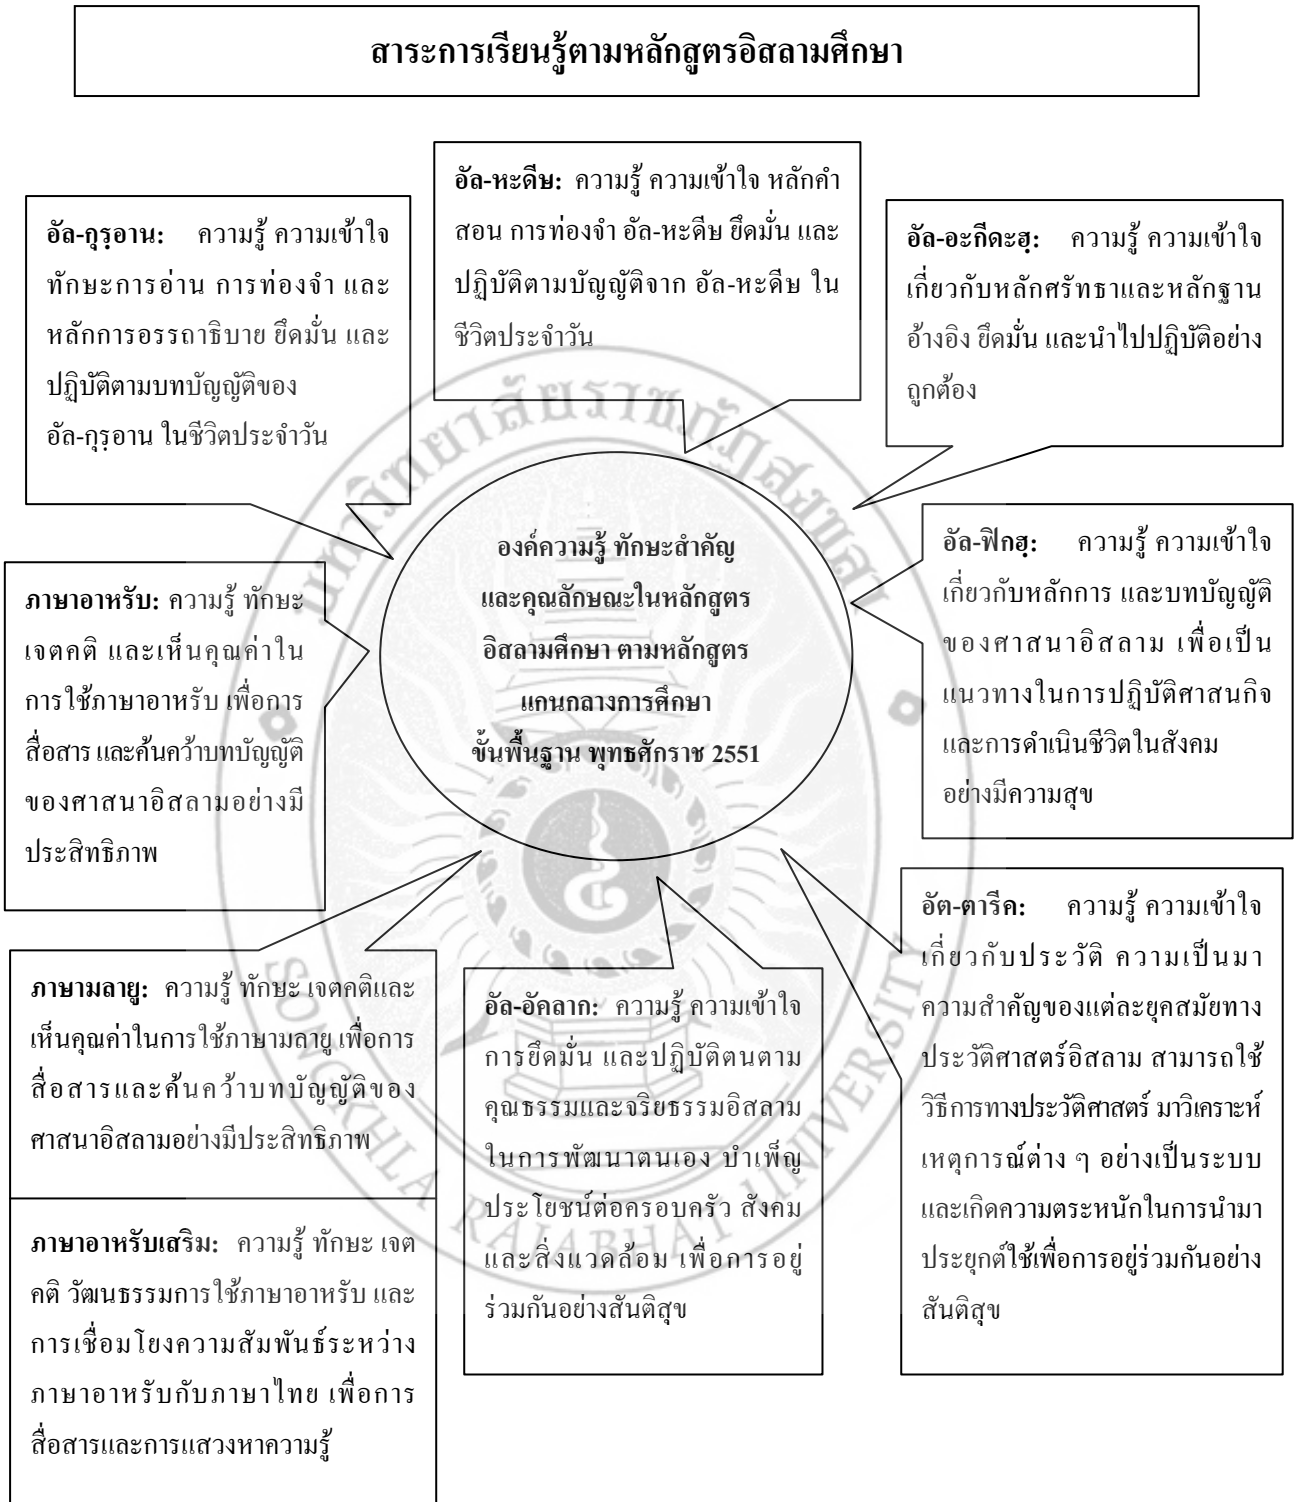 สาระการเรียนรู้ตามหลักสูตรอิสลามศึกษา
อัล-หะดีษ: ความรู้ ความเข้าใจ หลักคำ
สอน การท่องจำ อัล-หะดีษ ยึดมั่น และ
ปฏิบัติตามบัญญัติจาก อัล-หะดีษ ใน
ชีวิตประจำวัน
อัล-กุรฺอาน: ความรู้ ความเข้าใจ
ทักษะการอ่าน การท่องจำ และ
หลักการอรรถาธิบาย ยึดมั่น และ
ปฏิบัติตามบทบัญญัติของ
อัล-กุรฺอาน ในชีวิตประจำวัน
อัล-อะกีดะฮฺ: ความรู้ ความเข้าใจ
เกี่ยวกับหลักศรัทธาและหลักฐาน
อ้างอิง ยึดมั่น และนำไปปฏิบัติอย่าง
ถูกต้อง
องค์ความรู้ ทักษะสำคัญ
และคุณลักษณะในหลักสูตร
อิสลามศึกษา ตามหลักสูตร
แกนกลางการศึกษา
ขั้นพื้นฐาน พุทธศักราช 2551
อัล-ฟิกฮฺ: ความรู้ ความเข้าใจ
เกี่ยวกับหลักการ และบทบัญญัติ
ของศาสนาอิสลาม เพื่อเป็น
แนวทางในการปฏิบัติศาสนกิจ
และการดำเนินชีวิตในสังคม
อย่างมีความสุข
ภาษาอาหรับ: ความรู้ ทักษะ
เจตคติ และเห็นคุณค่าใน
การใช้ภาษาอาหรับ เพื่อการ
สื่อสาร และค้นคว้าบทบัญญัติ
ของศาสนาอิสลามอย่างมี
ประสิทธิภาพ
อัต-ตารีค: ความรู้ ความเข้าใจ
เกี่ยวกับประวัติ ความเป็นมา
ความสำคัญของแต่ละยุคสมัยทาง
ประวัติศาสตร์อิสลาม สามารถใช้
วิธีการทางประวัติศาสตร์ มาวิเคราะห์
เหตุการณ์ต่าง ๆ อย่างเป็นระบบ
และเกิดความตระหนักในการนำมา
ประยุกต์ใช้เพื่อการอยู่ร่วมกันอย่าง
สันติสุข
ภาษามลายู: ความรู้ ทักษะ เจตคติและ
เห็นคุณค่าในการใช้ภาษามลายู เพื่อการ
สื่อสารและค้นคว้าบทบัญญัติของ
ศาสนาอิสลามอย่างมีประสิทธิภาพ
อัล-อัคลาก: ความรู้ ความเข้าใจ
การยึดมั่น และปฏิบัติตนตาม
คุณธรรมและจริยธรรมอิสลาม
ในการพัฒนาตนเอง บำเพ็ญ
ประโยชน์ต่อครอบครัว สังคม
และสิ่งแวดล้อม เพื่อการอยู่
ร่วมกันอย่างสันติสุข
ภาษาอาหรับเสริม: ความรู้ ทักษะ เจต
คติ วัฒนธรรมการใช้ภาษาอาหรับ และ
การเชื่อมโยงความสัมพันธ์ระหว่าง
ภาษาอาหรับกับภาษาไทย เพื่อการ
สื่อสารและการแสวงหาความรู้
มหาวิทยาลัยราชภัฏสงขลา
SONGKHLA RAJABHAT UNIVERSITY